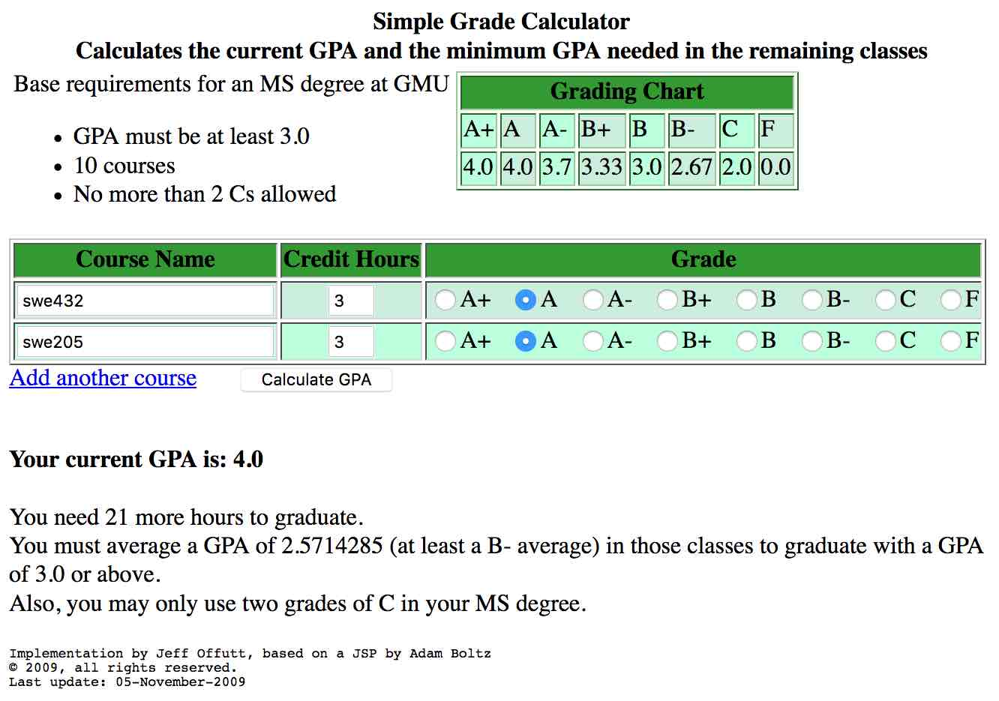 Simple Grade Calculator
Calculates the current GPA and the minimum GPA needed in the remaining classes
Base requirements for an MS degree at GMU
• GPA must be at least 3.0
• 10 courses
• No more than 2 Cs allowed
Grading Chart
A+ A A- B+ B B- C F
4.0 4.0 3.7 3.33 3.0 2.67 2.0 0.0
Course Name Credit Hours Grade
swe432 3 A+ A A- B+ B B- C F
swe205 3 A+ A A- B+ B B- C F
Add another course Calculate GPA
Your current GPA is: 4.0
You need 21 more hours to graduate.
You must average a GPA of 2.5714285 (at least a B- average) in those classes to graduate with a GPA
of 3.0 or above.
Also, you may only use two grades of C in your MS degree.
Implementation by Jeff Offutt, based on a JSP by Adam Boltz
© 2009, all rights reserved.
Last update: 05-November-2009